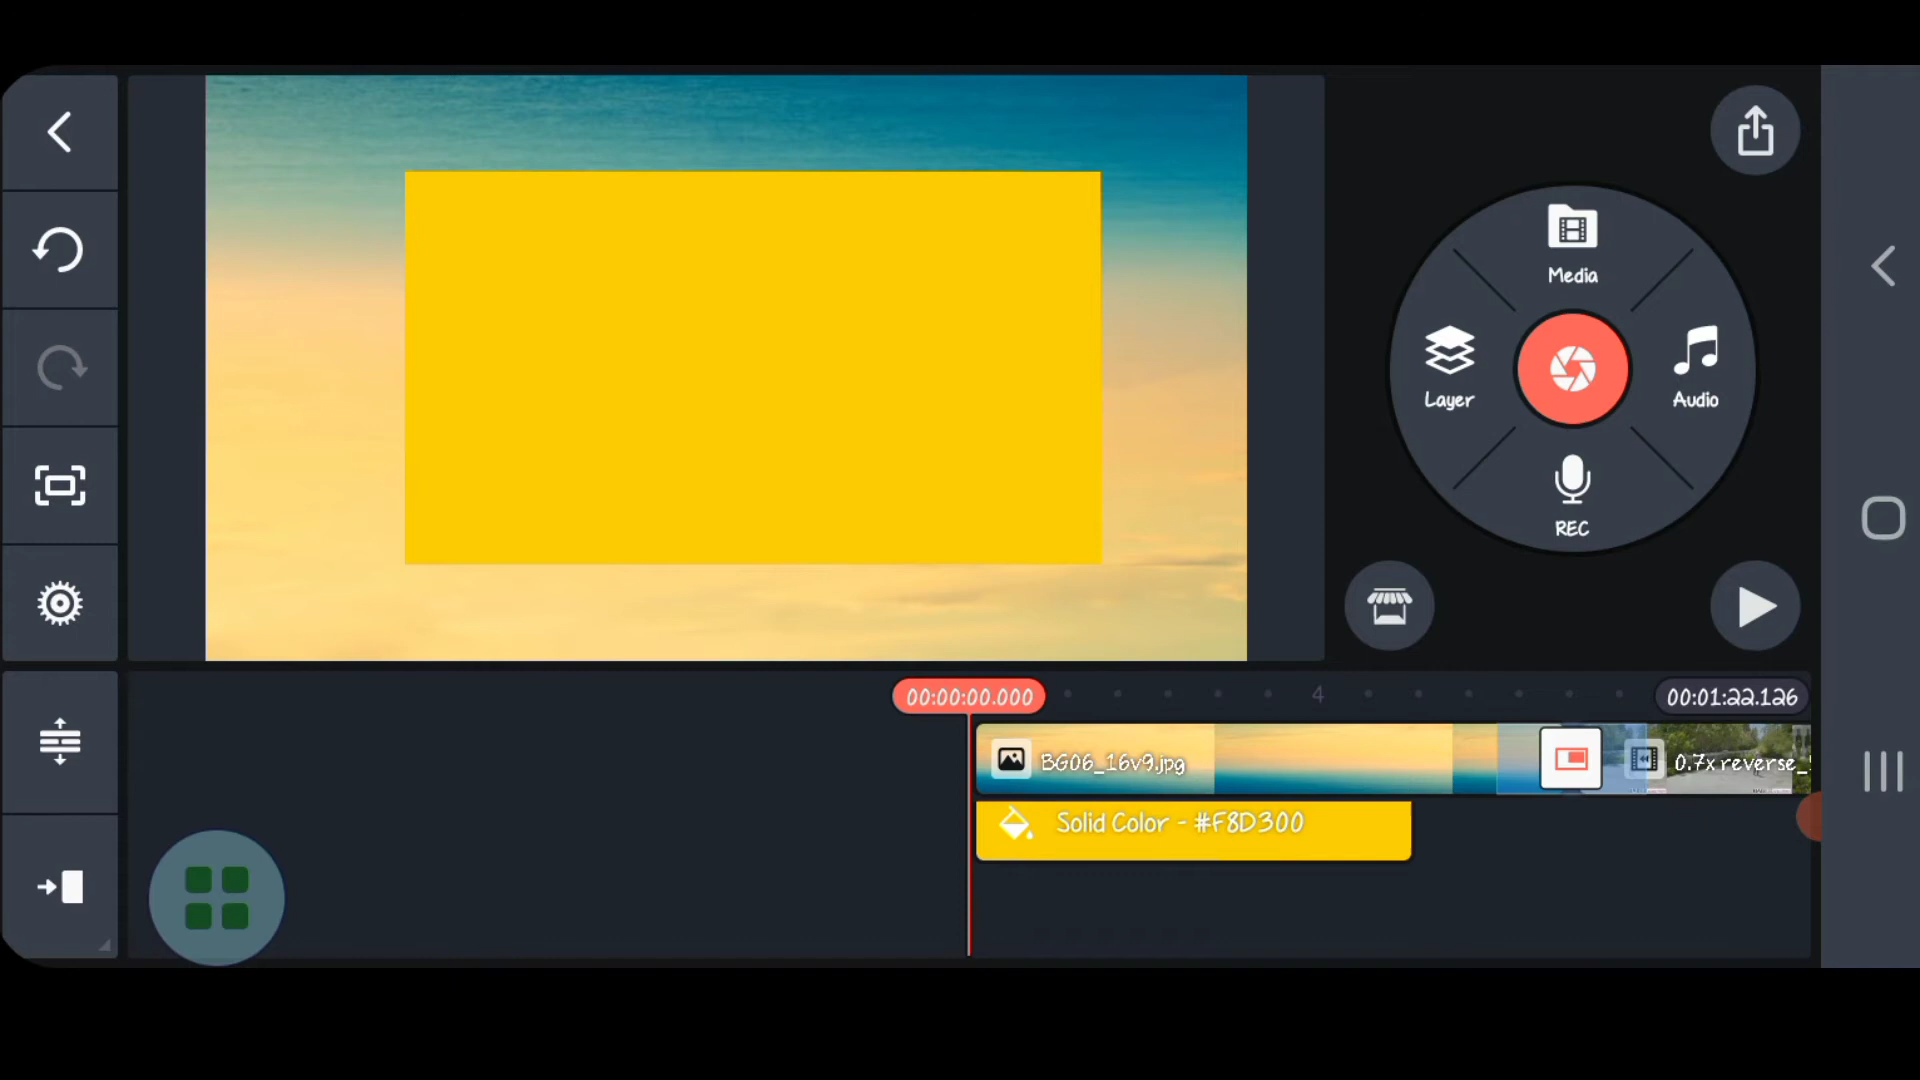 Media
Layer
Audio
REC
00:00:00.000
4
00:01:22.126
BG06_16v9.jpg
0.7x reverse_
Solid Color - #F8D300